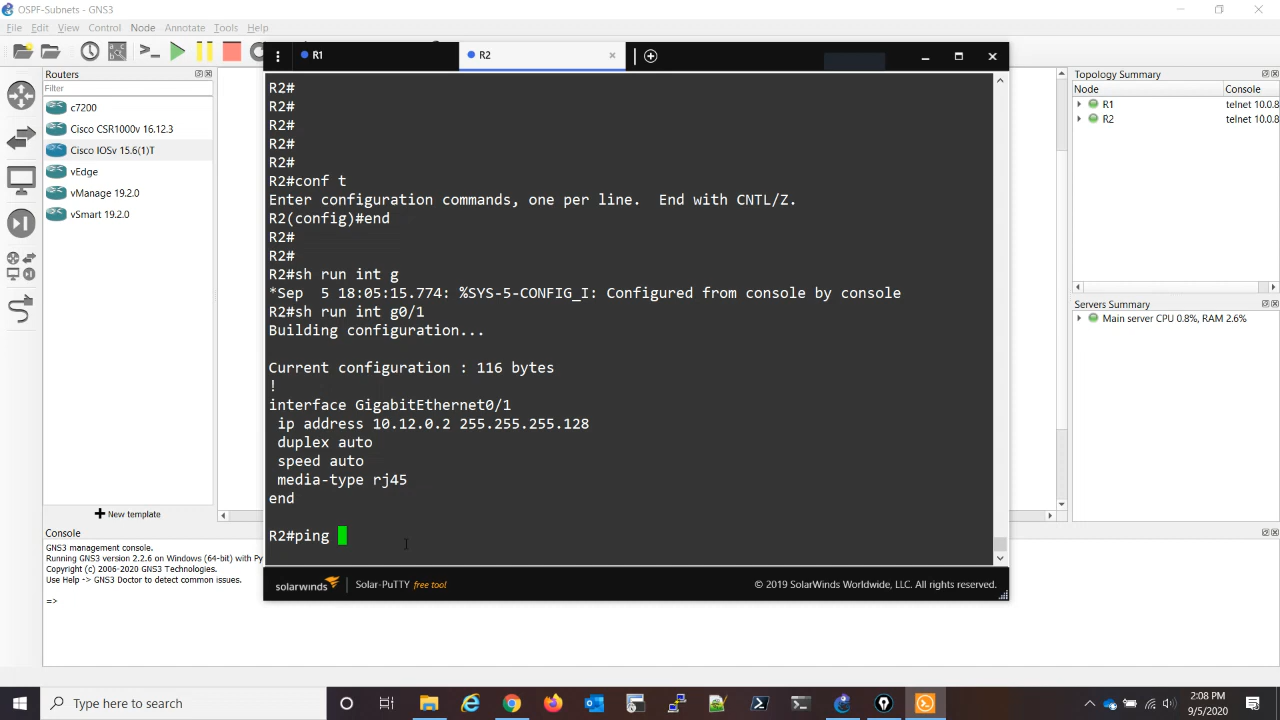 OSPF-Subnets - GNS3
File Edit View Control Node Annotate Tools Help
Routers
Filter
c7200
Cisco CSR1000v 16.12.3
Cisco IOSv 15.6(1)T
vEdge
vManage 19.2.0
vSmart 19.2.0
New template
R1
R2
R2#
R2#
R2#
R2#
R2#
R2#conf t
Enter configuration commands, one per line.  End with CNTL/Z.
R2(config)#end
R2#
R2#
R2#sh run int g
*Sep  5 18:05:15.774: %SYS-5-CONFIG_I: Configured from console by console
R2#sh run int g0/1
Building configuration...
Current configuration : 116 bytes
!
interface GigabitEthernet0/1
ip address 10.12.0.2 255.255.255.128
duplex auto
speed auto
media-type rj45
end
R2#ping
solarwinds Solar-PuTTY free tool
© 2019 SolarWinds Worldwide, LLC. All rights reserved.
Topology Summary
Node Console
R1 telnet 10.0.8
R2 telnet 10.0.8
Servers Summary
Main server CPU 0.8%, RAM 2.6%
Console
GNS3 management console.
Running GNS3 version 2.2.6 on Windows (64-bit) with Py
Copyright (c) 2006-2020 GNS3 Technologies.
Use Help -> GNS3 Doctor to detect common issues.
=>
Type here to search
2:08 PM
9/5/2020